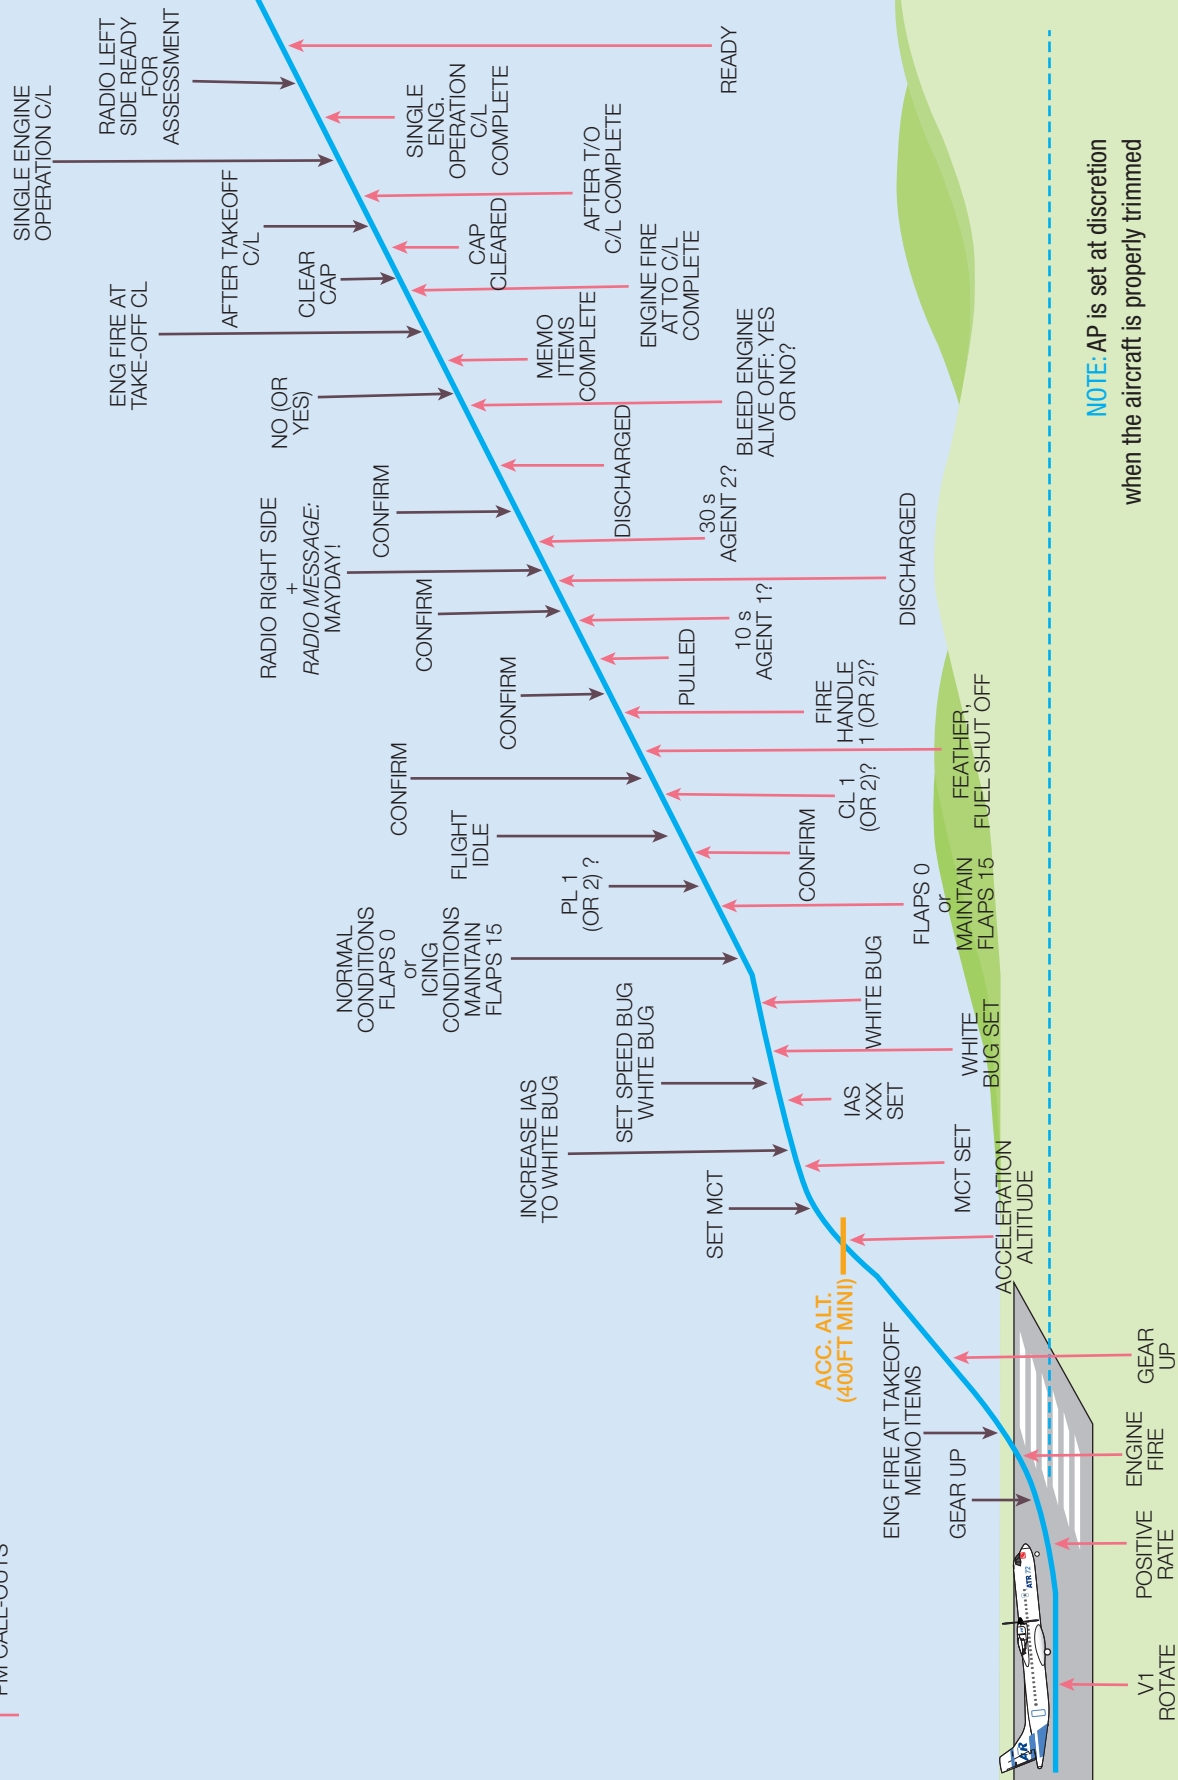 PM CALL-OUTS
V1
ROTATE
POSITIVE
RATE
GEAR UP
ENGINE
FIRE
ENG FIRE AT TAKEOFF
MEMO ITEMS
GEAR
UP
ACC. ALT.
(400FT MINI)
ACCELERATION
ALTITUDE
SET MCT
MCT SET
INCREASE IAS
TO WHITE BUG
IAS
XXX
SET
SET SPEED BUG
WHITE BUG
WHITE
BUG SET
WHITE BUG
NORMAL
CONDITIONS
FLAPS 0
or
ICING
CONDITIONS
MAINTAIN
FLAPS 15
FLAPS 0
or
MAINTAIN
FLAPS 15
PL 1
(OR 2) ?
CONFIRM
FLIGHT
IDLE
CL 1
(OR 2)?
CONFIRM
FEATHER,
FUEL SHUT OFF
FIRE
HANDLE
1 (OR 2)?
CONFIRM
PULLED
10 s
AGENT 1?
CONFIRM
DISCHARGED
RADIO RIGHT SIDE
+
RADIO MESSAGE:
MAYDAY!
30 s
AGENT 2?
CONFIRM
DISCHARGED
BLEED ENGINE
ALIVE OFF: YES
OR NO?
NO (OR
YES)
MEMO
ITEMS
COMPLETE
ENG FIRE AT
TAKE-OFF CL
ENGINE FIRE
AT TO C/L
COMPLETE
CLEAR
CAP
CAP
CLEARED
AFTER TAKEOFF
C/L
AFTER T/O
C/L COMPLETE
SINGLE ENGINE
OPERATION C/L
SINGLE
ENG.
OPERATION
C/L
COMPLETE
RADIO LEFT
SIDE READY
FOR
ASSESSMENT
READY
NOTE: AP is set at discretion
when the aircraft is properly trimmed
ATR 72